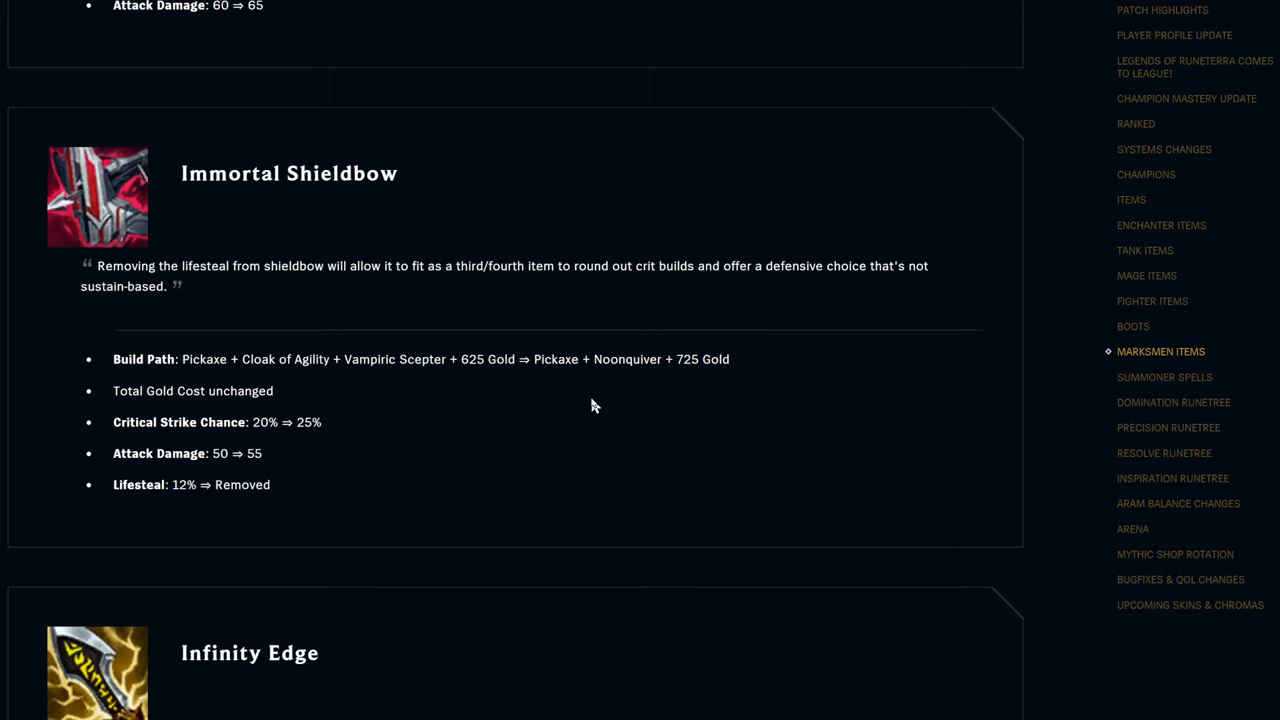 Attack Damage: 60 ⇒ 65
Immortal Shieldbow
“ Removing the lifesteal from shieldbow will allow it to fit as a third/fourth item to round out crit builds and offer a defensive choice that's not
sustain-based. ”
Build Path: Pickaxe + Cloak of Agility + Vampiric Scepter + 625 Gold ⇒ Pickaxe + Noonquiver + 725 Gold
Total Gold Cost unchanged
Critical Strike Chance: 20% ⇒ 25%
Attack Damage: 50 ⇒ 55
Lifesteal: 12% ⇒ Removed
Infinity Edge
PATCH HIGHLIGHTS
PLAYER PROFILE UPDATE
LEGENDS OF RUNETERRA COMES
TO LEAGUE!
CHAMPION MASTERY UPDATE
RANKED
SYSTEMS CHANGES
CHAMPIONS
ITEMS
ENCHANTER ITEMS
TANK ITEMS
MAGE ITEMS
FIGHTER ITEMS
BOOTS
MARKSMEN ITEMS
SUMMONER SPELLS
DOMINATION RUNETREE
PRECISION RUNETREE
RESOLVE RUNETREE
INSPIRATION RUNETREE
ARAM BALANCE CHANGES
ARENA
MYTHIC SHOP ROTATION
BUGFIXES & QOL CHANGES
UPCOMING SKINS & CHROMAS